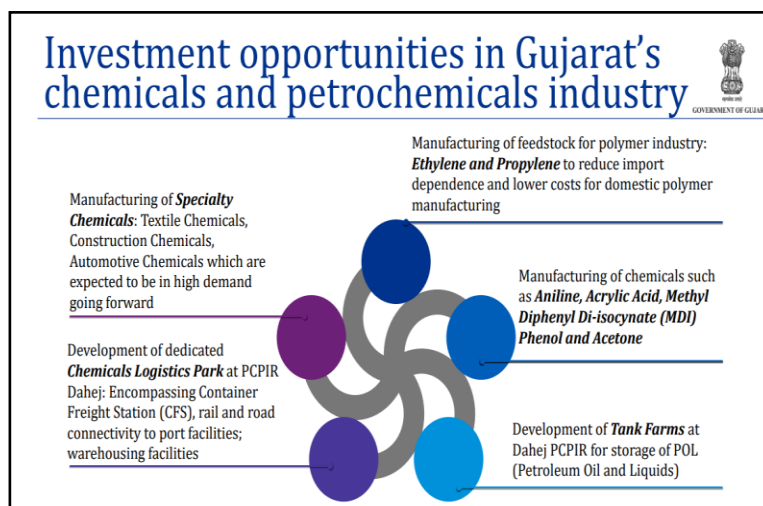 Investment opportunities in Gujarat's
chemicals and petrochemicals industry
GOVERNMENT OF GUJAR
Manufacturing of feedstock for polymer industry:
Ethylene and Propylene to reduce import
dependence and lower costs for domestic polymer
manufacturing
Manufacturing of Specialty
Chemicals: Textile Chemicals,
Construction Chemicals,
Automotive Chemicals which are
expected to be in high demand
going forward
Manufacturing of chemicals such
as Aniline, Acrylic Acid, Methyl
Diphenyl Di-isocynate (MDI)
Phenol and Acetone
Development of dedicated
Chemicals Logistics Park at PCPIR
Dahej: Encompassing Container
Freight Station (CFS), rail and road
connectivity to port facilities;
warehousing facilities
Development of Tank Farms at
Dahej PCPIR for storage of POL
(Petroleum Oil and Liquids)